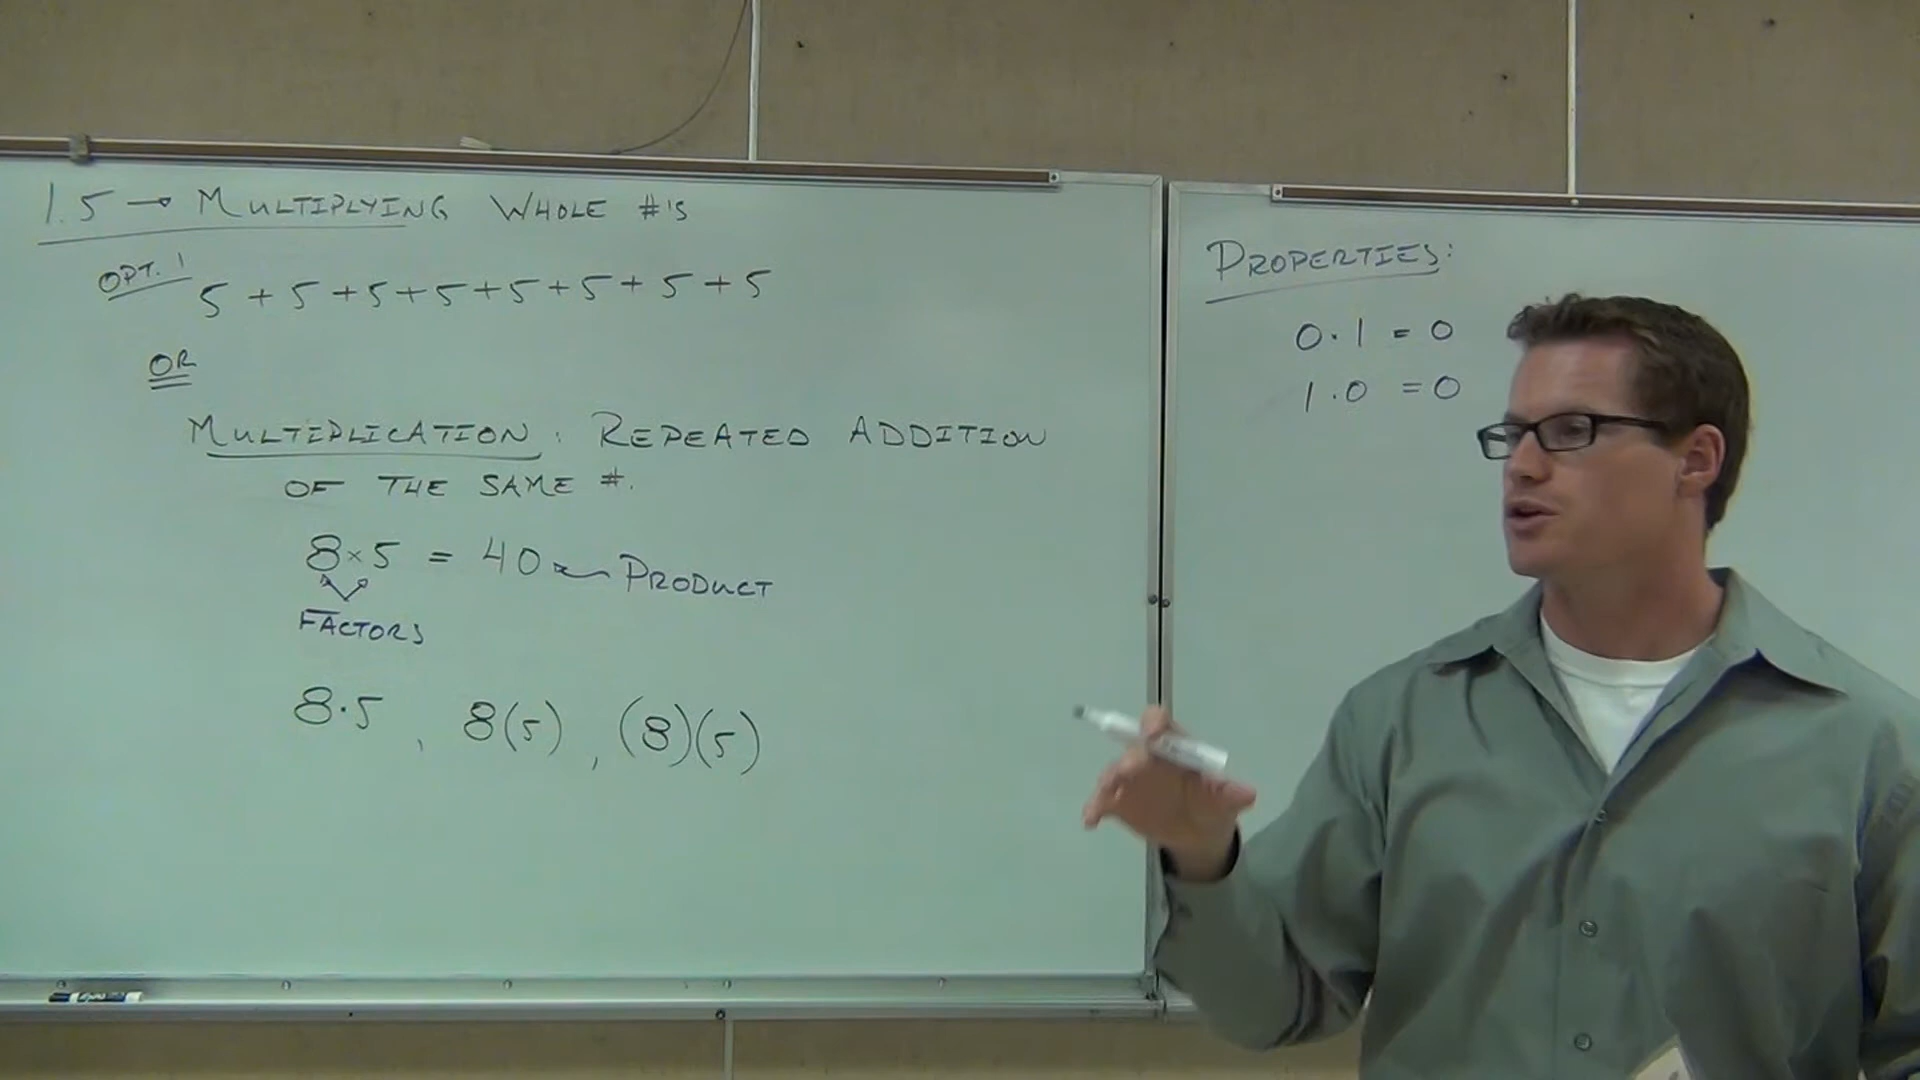 1.5 → MULTIPLYING WHOLE #'S
OPT. 1
5 + 5 + 5 + 5 + 5 + 5 + 5 + 5
OR
MULTIPLICATION: REPEATED ADDITION
OF THE SAME #.
8 × 5 = 40 ← PRODUCT
FACTORS
8·5, 8(5), (8)(5)
PROPERTIES:
0·1 = 0
1·0 = 0